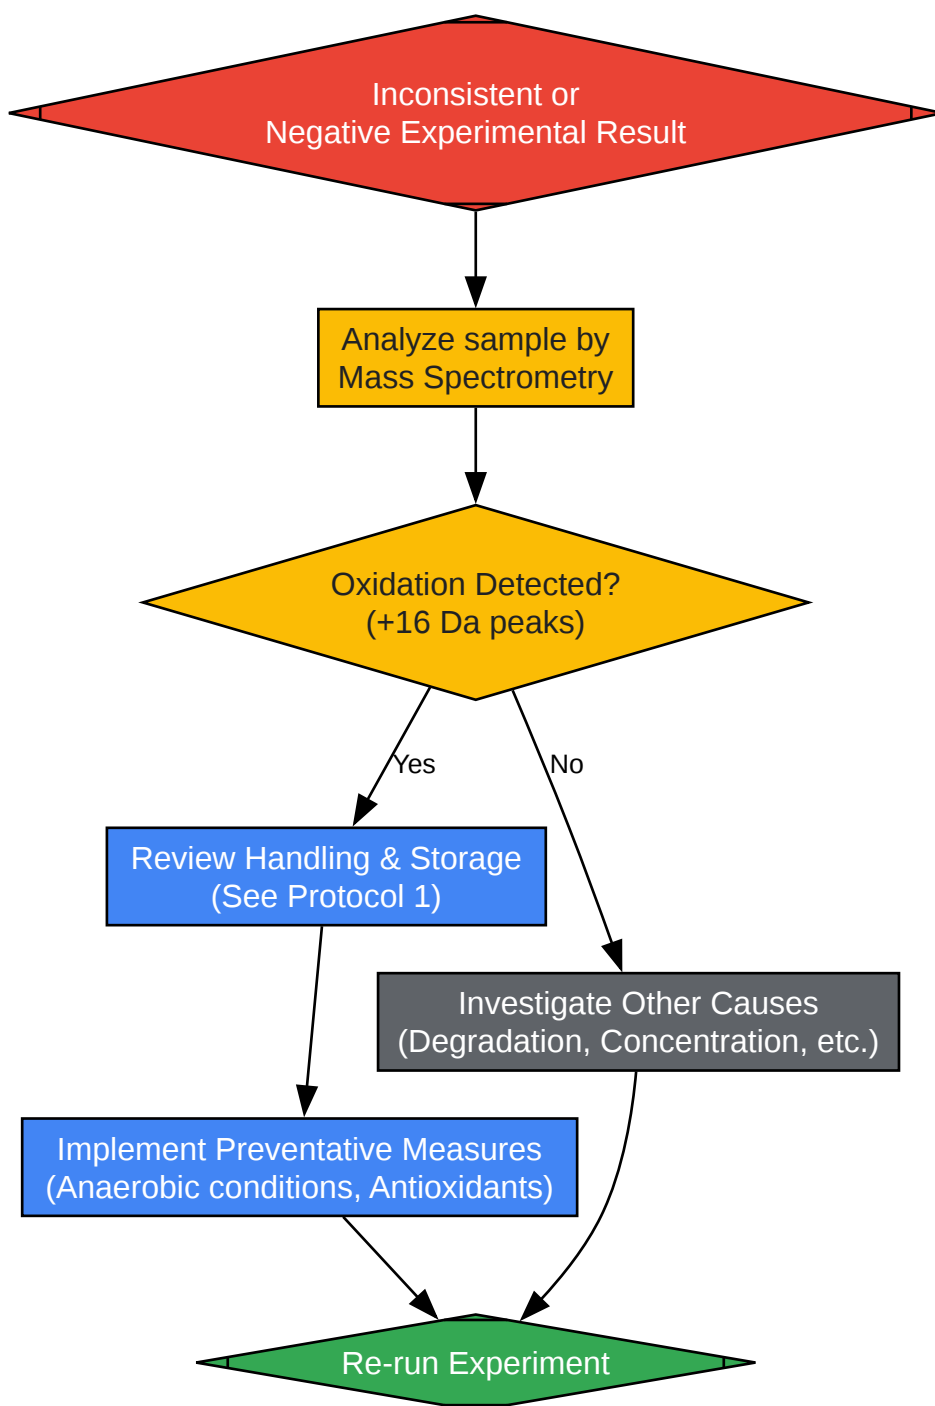 Inconsistent or
Negative Experimental Result
Analyze sample by
Mass Spectrometry
Oxidation Detected?
(+16 Da peaks)
Yes
No
Review Handling & Storage
(See Protocol 1)
Investigate Other Causes
(Degradation, Concentration, etc.)
Implement Preventative Measures
(Anaerobic conditions, Antioxidants)
Re-run Experiment